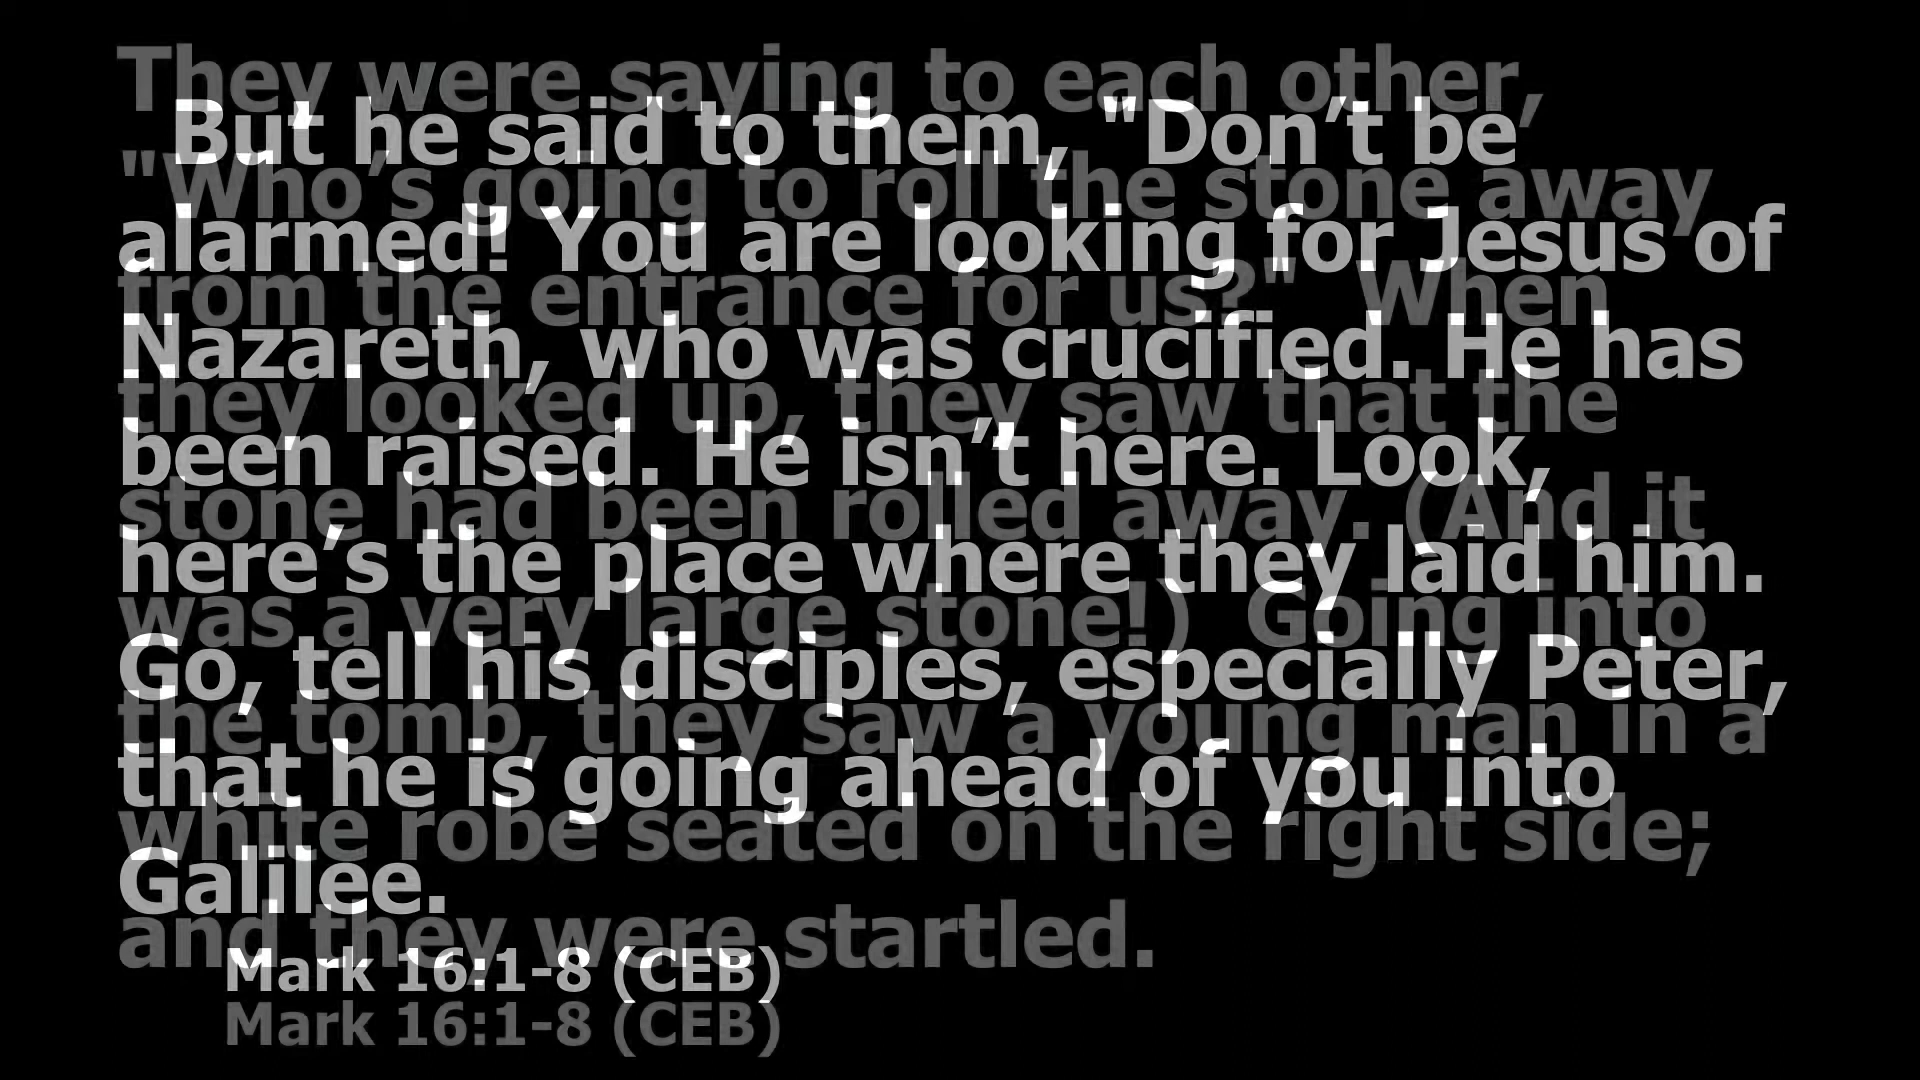 They were saying to each other,
"Who’s going to roll the stone away
from the entrance for us?" When
they looked up, they saw that the
stone had been rolled away. (And it
was a very large stone!) Going into
the tomb, they saw a young man in a
white robe seated on the right side;
and they were startled.
Mark 16:1-8 (CEB)
But he said to them, "Don’t be
alarmed! You are looking for Jesus of
Nazareth, who was crucified. He has
been raised. He isn’t here. Look,
here’s the place where they laid him.
Go, tell his disciples, especially Peter,
that he is going ahead of you into
Galilee.
Mark 16:1-8 (CEB)